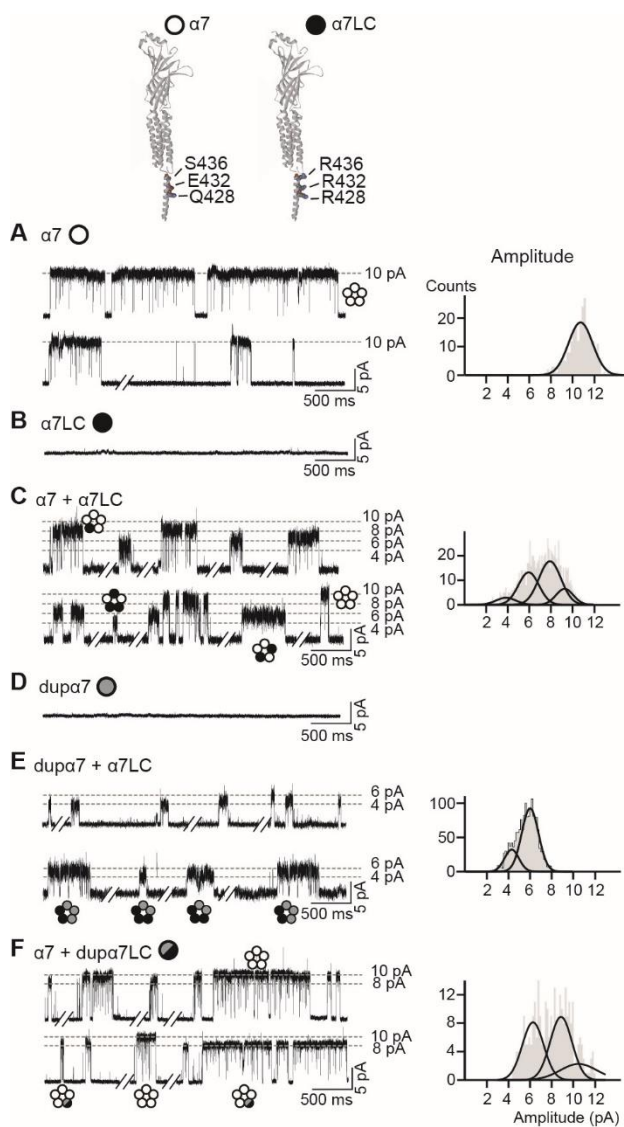 α7 α7LC
S436 R436
E432 R432
Q428 R428
A α7
10 pA
10 pA
5 pA
500 ms
Amplitude
Counts
20
10
0
2 4 6 8 10 12
B α7LC
5 pA
500 ms
C α7 + α7LC
10 pA
8 pA
6 pA
4 pA
10 pA
8 pA
6 pA
4 pA
5 pA
500 ms
20
10
0
2 4 6 8 10 12
D dupα7
5 pA
500 ms
E dupα7 + α7LC
6 pA
4 pA
6 pA
4 pA
5 pA
500 ms
100
50
0
2 4 6 8 10 12
F α7 + dupα7LC
10 pA
8 pA
10 pA
8 pA
5 pA
500 ms
12
8
4
0
2 4 6 8 10 12
Amplitude (pA)